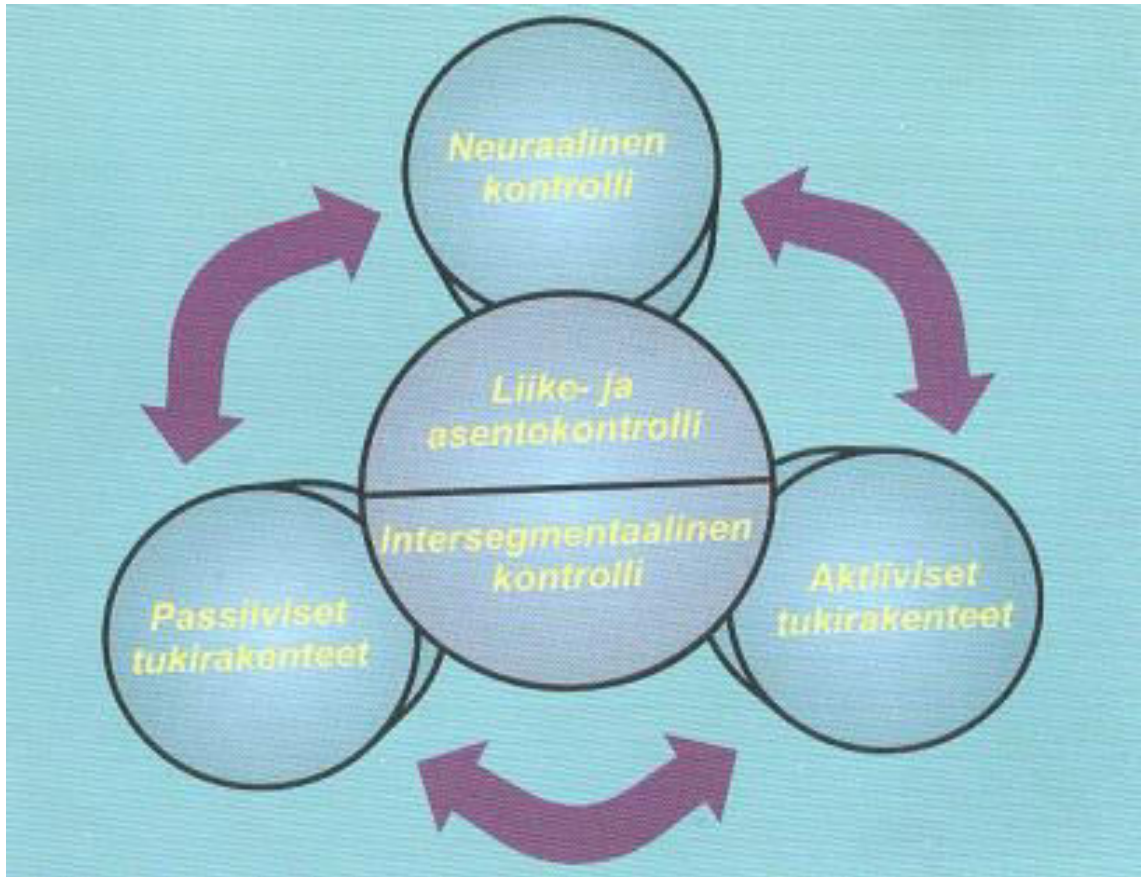 Neuraalinen
kontrolli
Liike- ja
asentokontrolli
Intersegmentaalinen
kontrolli
Passiiviset
tukirakenteet
Aktiiviset
tukirakenteet